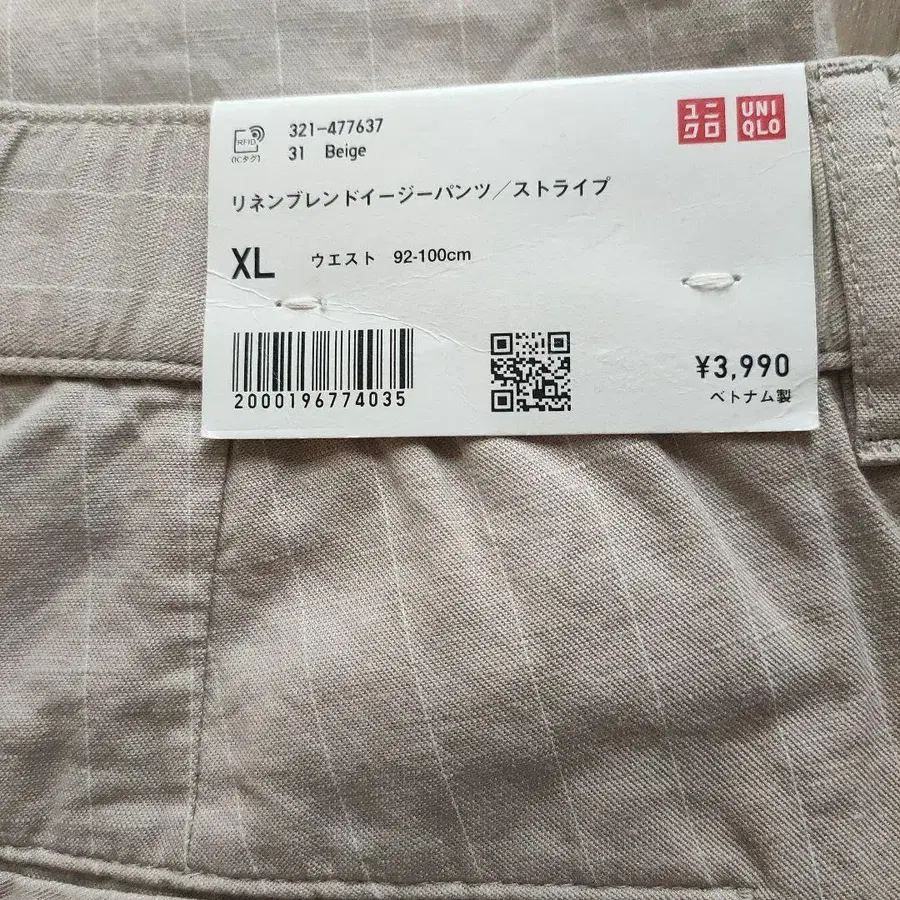 RFID
(ICタグ)
321-477637
31 Beige
ユニクロ
UNIQLO
リネンブレンドイージーパンツ／ストライプ
XL ウエスト 92-100cm
2000196774035
¥3,990
ベトナム製